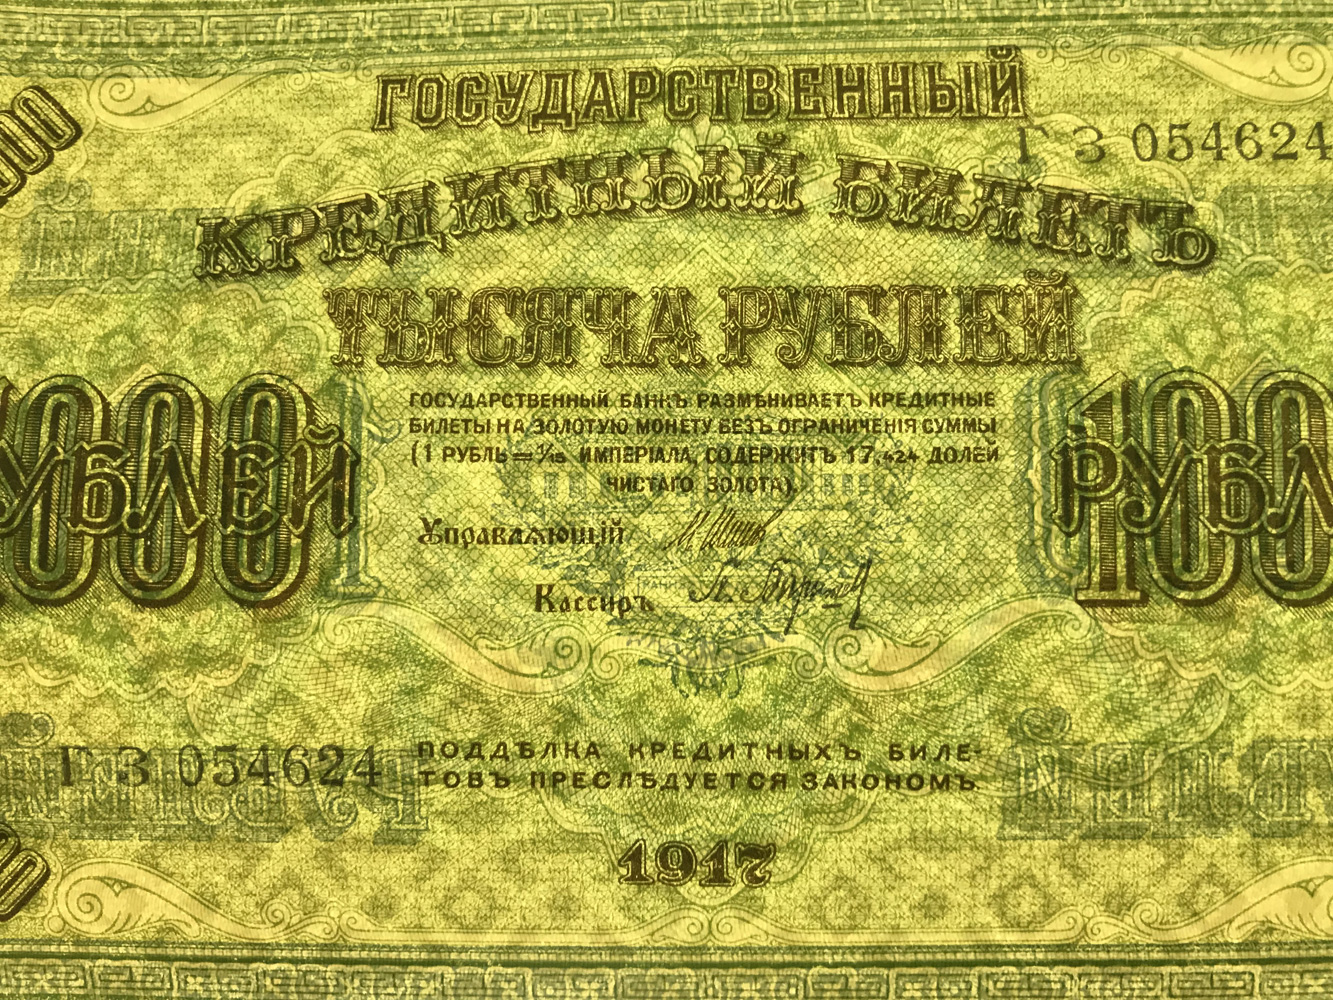 ГОСУДАРСТВЕННЫЙ
ГЗ 054624
КРЕДИТНЫЙ БИЛЕТЪ
ТЫСЯЧА РУБЛЕЙ
1000
РУБЛЕЙ
ГОСУДАРСТВЕННЫЙ БАНКЪ РАЗМѢНИВАЕТЪ КРЕДИТНЫЕ
БИЛЕТЫ НА ЗОЛОТУЮ МОНЕТУ БЕЗЪ ОГРАНИЧЕНІЯ СУММЫ
(1 РУБЛЬ = 1/15 ИМПЕРІАЛА, СОДЕРЖИТЪ 17,424 ДОЛЕЙ
ЧИСТАГО ЗОЛОТА).
100
РУБЛ
Управляющій
Кассиръ
ГЗ 054624
ПОДДѢЛКА КРЕДИТНЫХЪ БИЛЕ-
ТОВЪ ПРЕСЛѢДУЕТСЯ ЗАКОНОМЪ
1917